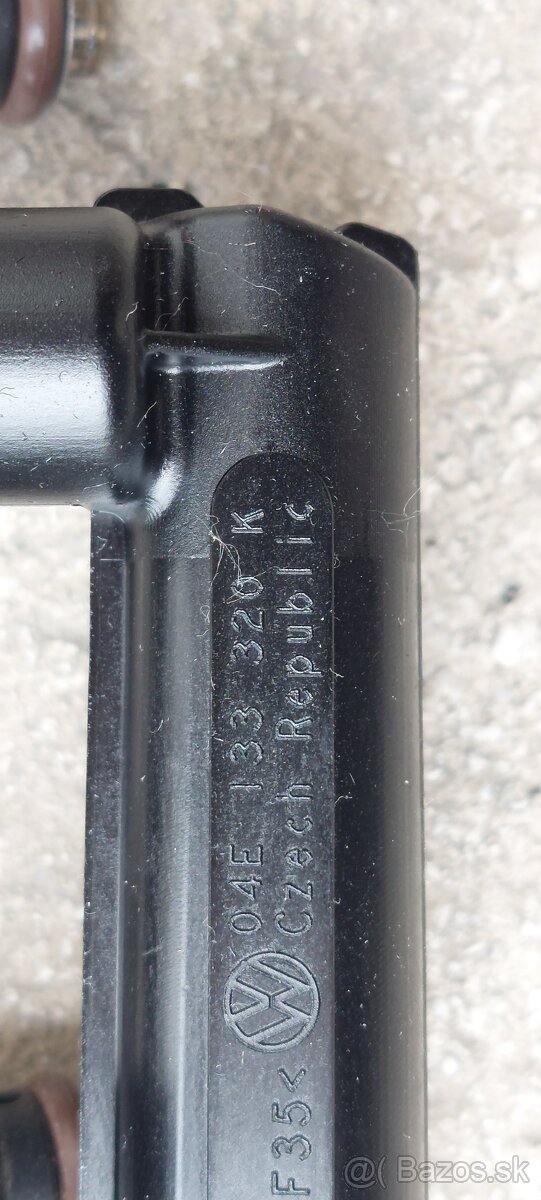 04E 133 320 K
Czech Republic
F35<
Bazos.sk